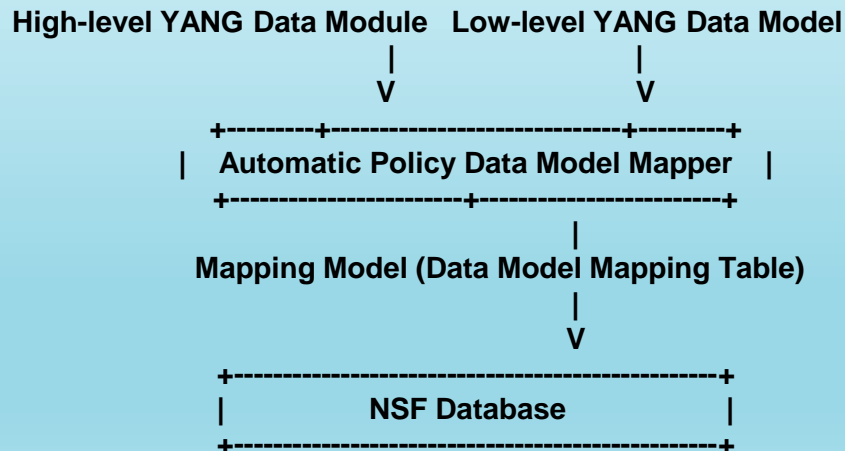 High-level YANG Data Module   Low-level YANG Data Model
|   |
V   V
+---------+------------------------------+---------+
|   Automatic Policy Data Model Mapper   |
+------------------------+-------------------------+
|
Mapping Model (Data Model Mapping Table)
|
V
+--------------------------------------------------+
|   NSF Database   |
+--------------------------------------------------+